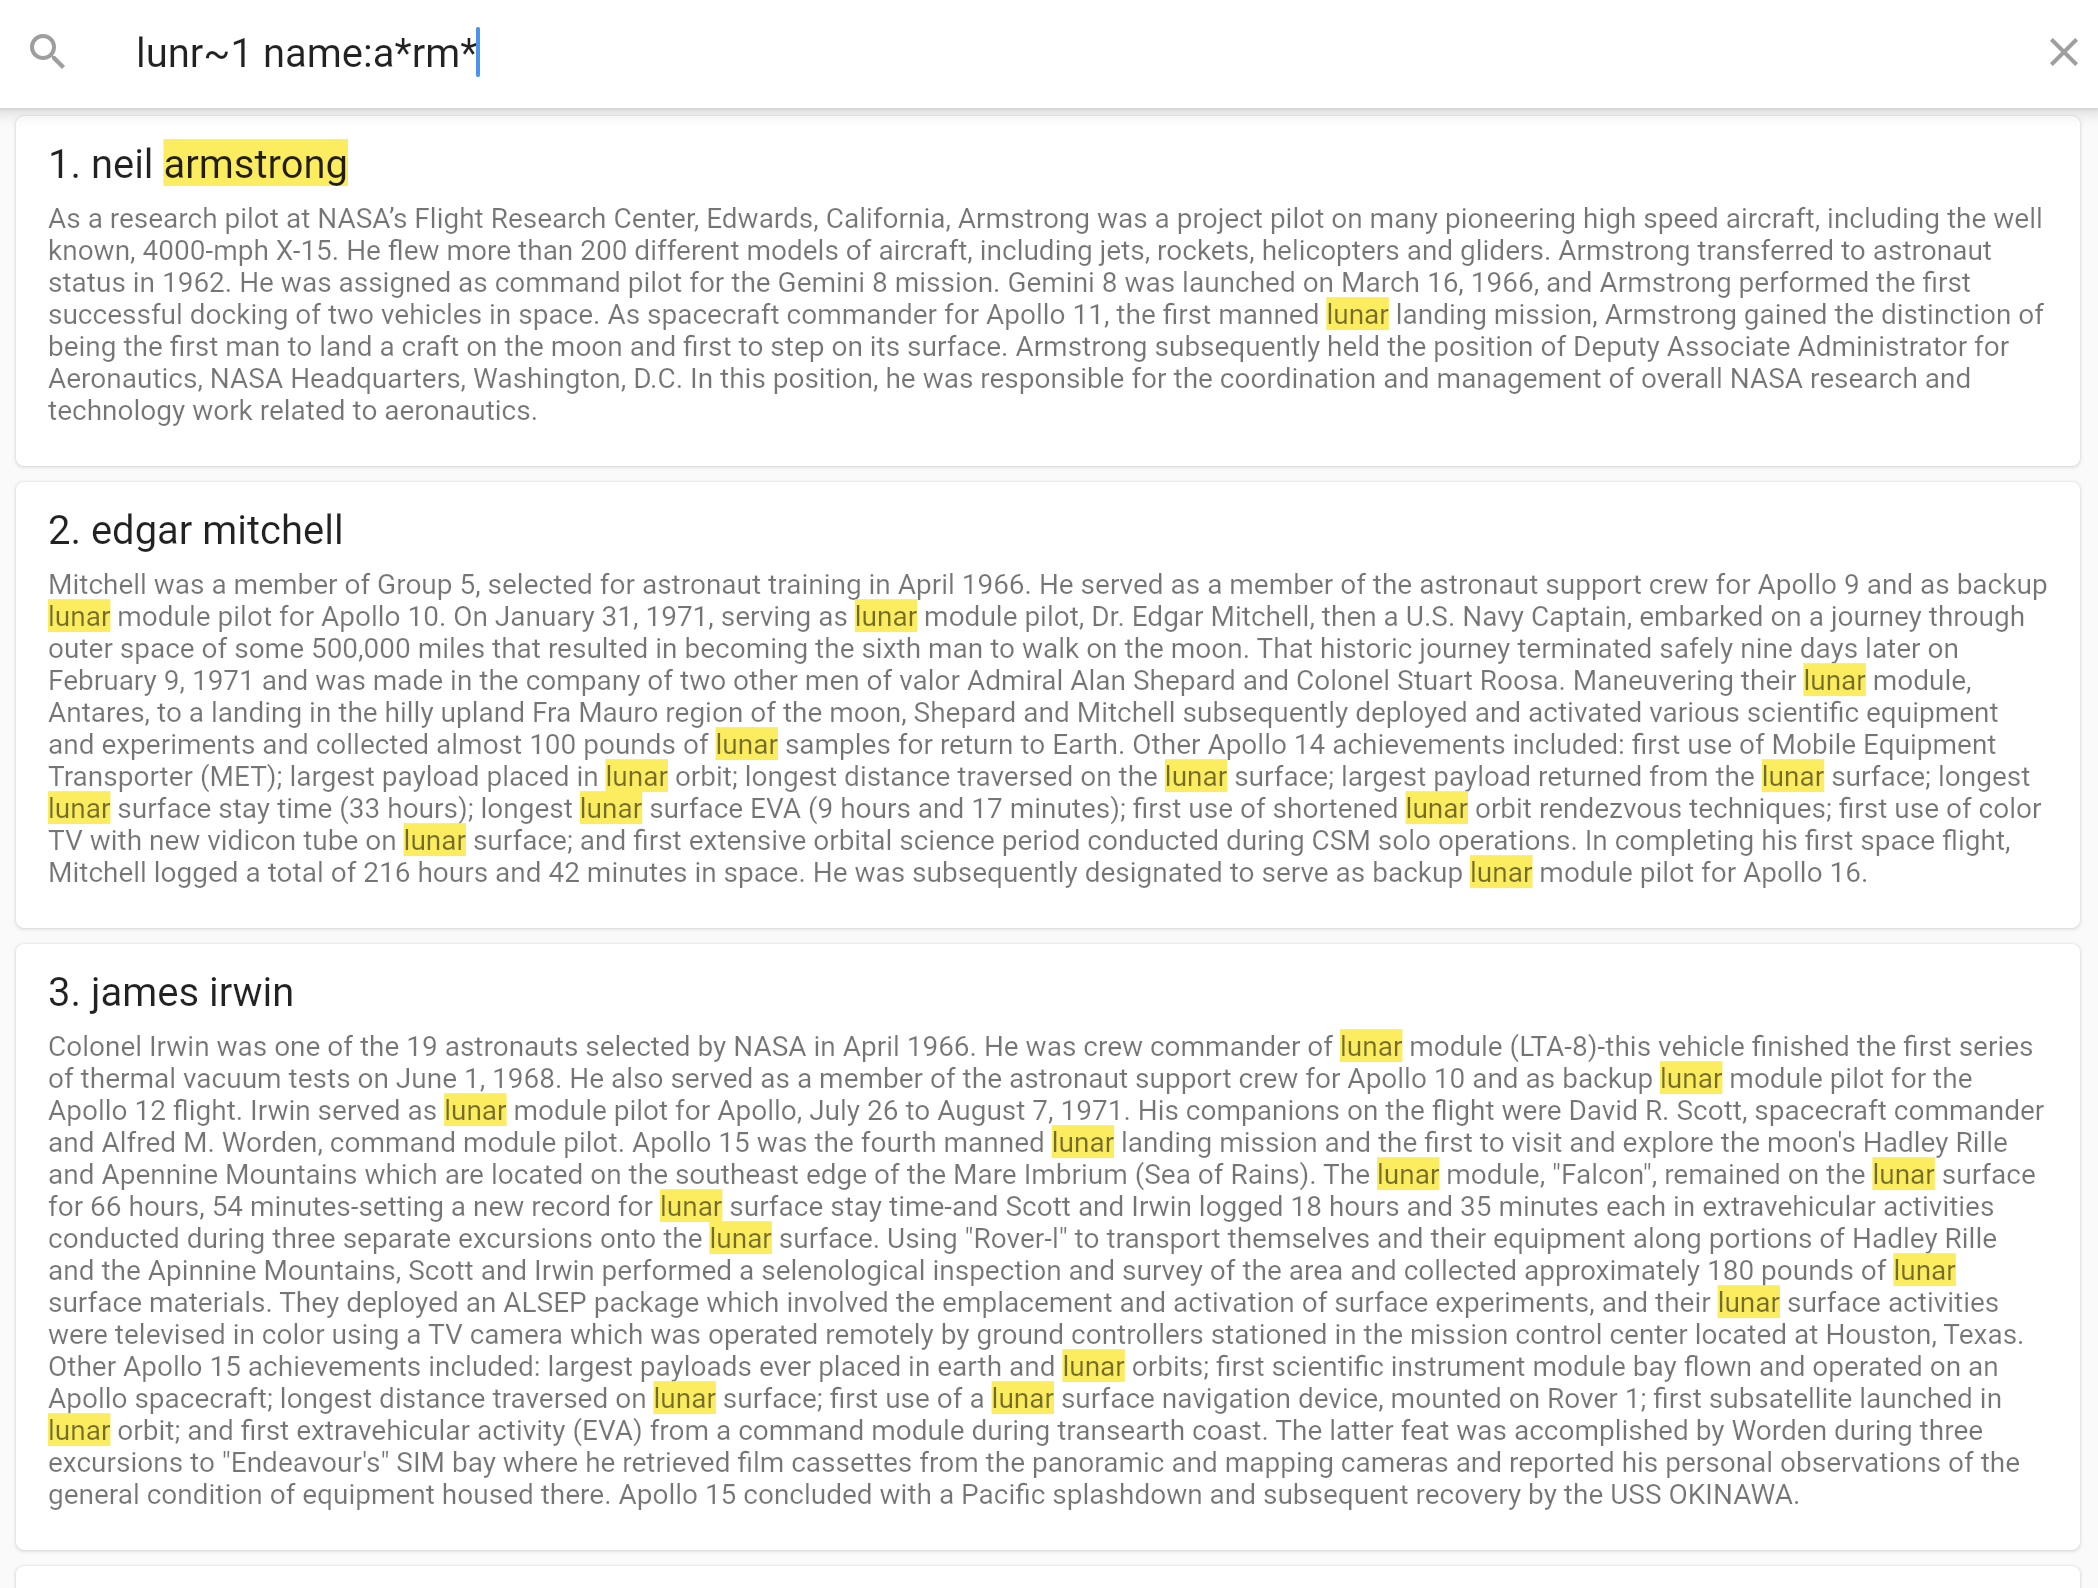 lunr~1 name:a*rm*
1. neil armstrong
As a research pilot at NASA’s Flight Research Center, Edwards, California, Armstrong was a project pilot on many pioneering high speed aircraft, including the well
known, 4000-mph X-15. He flew more than 200 different models of aircraft, including jets, rockets, helicopters and gliders. Armstrong transferred to astronaut
status in 1962. He was assigned as command pilot for the Gemini 8 mission. Gemini 8 was launched on March 16, 1966, and Armstrong performed the first
successful docking of two vehicles in space. As spacecraft commander for Apollo 11, the first manned lunar landing mission, Armstrong gained the distinction of
being the first man to land a craft on the moon and first to step on its surface. Armstrong subsequently held the position of Deputy Associate Administrator for
Aeronautics, NASA Headquarters, Washington, D.C. In this position, he was responsible for the coordination and management of overall NASA research and
technology work related to aeronautics.
2. edgar mitchell
Mitchell was a member of Group 5, selected for astronaut training in April 1966. He served as a member of the astronaut support crew for Apollo 9 and as backup
lunar module pilot for Apollo 10. On January 31, 1971, serving as lunar module pilot, Dr. Edgar Mitchell, then a U.S. Navy Captain, embarked on a journey through
outer space of some 500,000 miles that resulted in becoming the sixth man to walk on the moon. That historic journey terminated safely nine days later on
February 9, 1971 and was made in the company of two other men of valor Admiral Alan Shepard and Colonel Stuart Roosa. Maneuvering their lunar module,
Antares, to a landing in the hilly upland Fra Mauro region of the moon, Shepard and Mitchell subsequently deployed and activated various scientific equipment
and experiments and collected almost 100 pounds of lunar samples for return to Earth. Other Apollo 14 achievements included: first use of Mobile Equipment
Transporter (MET); largest payload placed in lunar orbit; longest distance traversed on the lunar surface; largest payload returned from the lunar surface; longest
lunar surface stay time (33 hours); longest lunar surface EVA (9 hours and 17 minutes); first use of shortened lunar orbit rendezvous techniques; first use of color
TV with new vidicon tube on lunar surface; and first extensive orbital science period conducted during CSM solo operations. In completing his first space flight,
Mitchell logged a total of 216 hours and 42 minutes in space. He was subsequently designated to serve as backup lunar module pilot for Apollo 16.
3. james irwin
Colonel Irwin was one of the 19 astronauts selected by NASA in April 1966. He was crew commander of lunar module (LTA-8)-this vehicle finished the first series
of thermal vacuum tests on June 1, 1968. He also served as a member of the astronaut support crew for Apollo 10 and as backup lunar module pilot for the
Apollo 12 flight. Irwin served as lunar module pilot for Apollo, July 26 to August 7, 1971. His companions on the flight were David R. Scott, spacecraft commander
and Alfred M. Worden, command module pilot. Apollo 15 was the fourth manned lunar landing mission and the first to visit and explore the moon's Hadley Rille
and Apennine Mountains which are located on the southeast edge of the Mare Imbrium (Sea of Rains). The lunar module, "Falcon", remained on the lunar surface
for 66 hours, 54 minutes-setting a new record for lunar surface stay time-and Scott and Irwin logged 18 hours and 35 minutes each in extravehicular activities
conducted during three separate excursions onto the lunar surface. Using "Rover-l" to transport themselves and their equipment along portions of Hadley Rille
and the Apinnine Mountains, Scott and Irwin performed a selenological inspection and survey of the area and collected approximately 180 pounds of lunar
surface materials. They deployed an ALSEP package which involved the emplacement and activation of surface experiments, and their lunar surface activities
were televised in color using a TV camera which was operated remotely by ground controllers stationed in the mission control center located at Houston, Texas.
Other Apollo 15 achievements included: largest payloads ever placed in earth and lunar orbits; first scientific instrument module bay flown and operated on an
Apollo spacecraft; longest distance traversed on lunar surface; first use of a lunar surface navigation device, mounted on Rover 1; first subsatellite launched in
lunar orbit; and first extravehicular activity (EVA) from a command module during transearth coast. The latter feat was accomplished by Worden during three
excursions to "Endeavour's" SIM bay where he retrieved film cassettes from the panoramic and mapping cameras and reported his personal observations of the
general condition of equipment housed there. Apollo 15 concluded with a Pacific splashdown and subsequent recovery by the USS OKINAWA.